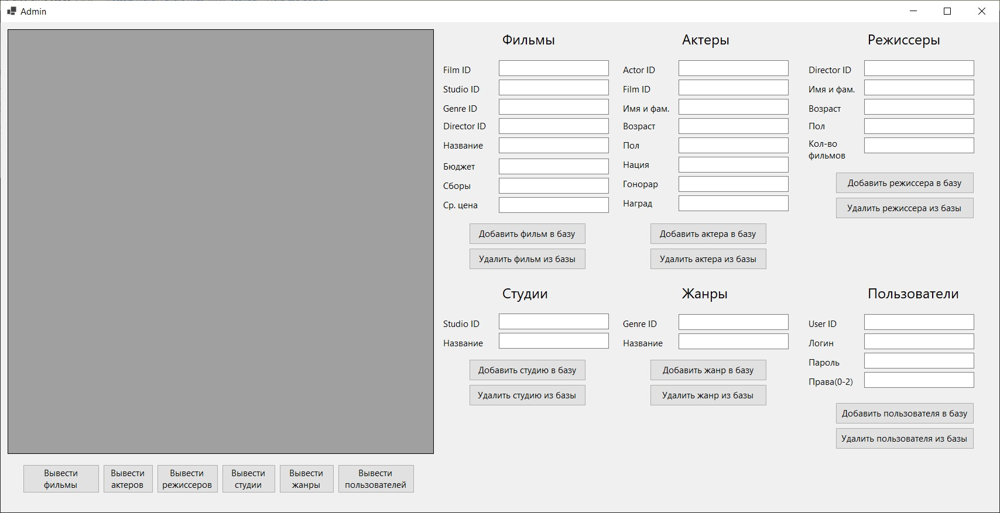 Admin
Фильмы
Film ID
Studio ID
Genre ID
Director ID
Название
Бюджет
Сборы
Ср. цена
Добавить фильм в базу
Удалить фильм из базы
Актеры
Actor ID
Film ID
Имя и фам.
Возраст
Пол
Нация
Гонорар
Наград
Добавить актера в базу
Удалить актера из базы
Режиссеры
Director ID
Имя и фам.
Возраст
Пол
Кол-во
фильмов
Добавить режиссера в базу
Удалить режиссера из базы
Студии
Studio ID
Название
Добавить студию в базу
Удалить студию из базы
Жанры
Genre ID
Название
Добавить жанр в базу
Удалить жанр из базы
Пользователи
User ID
Логин
Пароль
Права(0-2)
Добавить пользователя в базу
Удалить пользователя из базы
Вывести
фильмы
Вывести
актеров
Вывести
режиссеров
Вывести
студии
Вывести
жанры
Вывести
пользователей